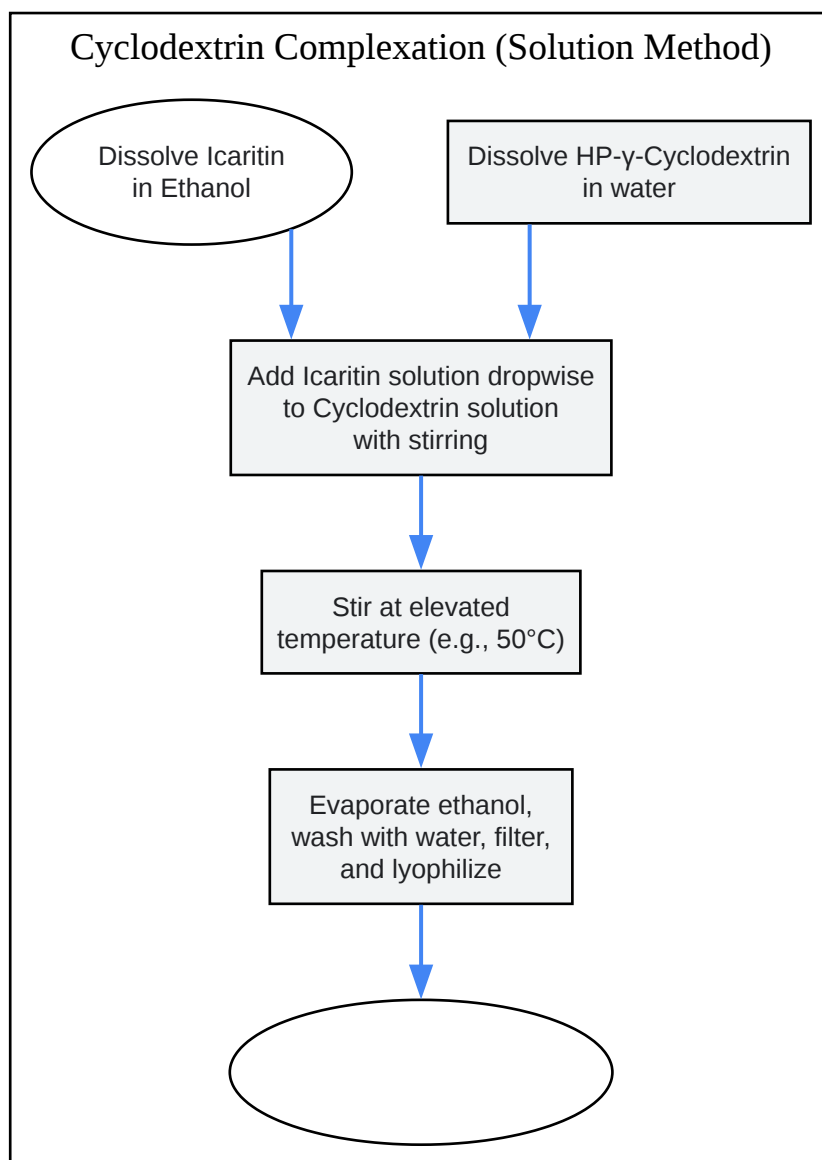 Cyclodextrin Complexation (Solution Method)
Dissolve Icaritin
in Ethanol
Dissolve HP-γ-Cyclodextrin
in water
Add Icaritin solution dropwise
to Cyclodextrin solution
with stirring
Stir at elevated
temperature (e.g., 50°C)
Evaporate ethanol,
wash with water, filter,
and lyophilize